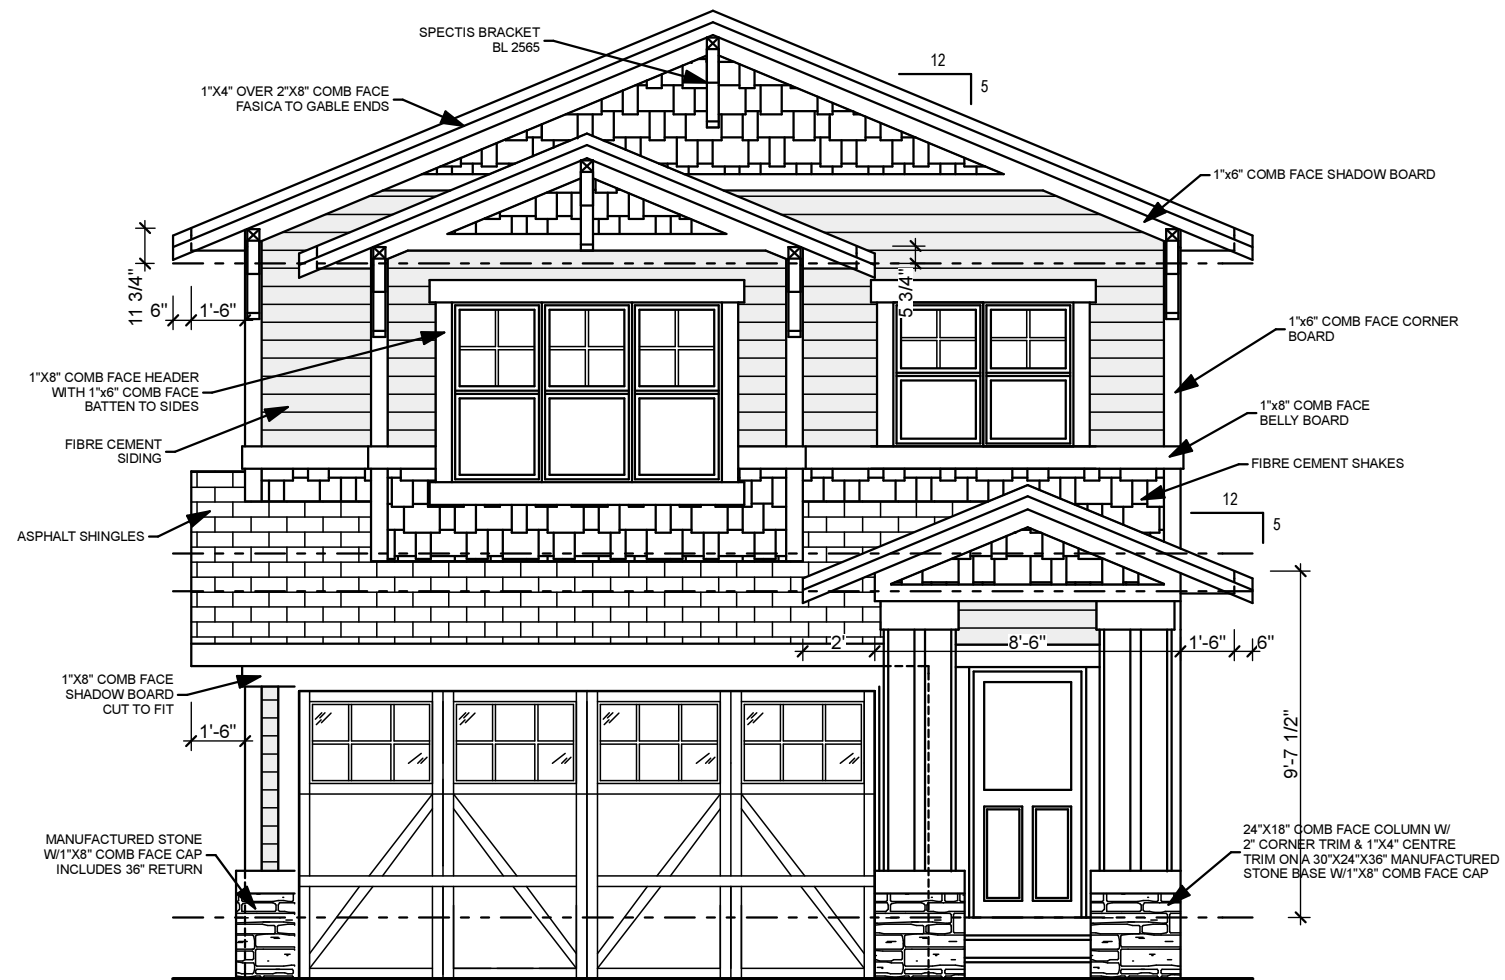 SPECTIS BRACKET
BL 2565
12
5
1"X4" OVER 2"X8" COMB FACE
FASICA TO GABLE ENDS
1"x6" COMB FACE SHADOW BOARD
11 3/4"
6"
1'-6"
5 3/4"
1"x6" COMB FACE CORNER
BOARD
1"X8" COMB FACE HEADER
WITH 1"x6" COMB FACE
BATTEN TO SIDES
1"x8" COMB FACE
BELLY BOARD
FIBRE CEMENT
SIDING
FIBRE CEMENT SHAKES
12
5
ASPHALT SHINGLES
2'
8'-6"
1'-6"
6"
1"X8" COMB FACE
SHADOW BOARD
CUT TO FIT
1'-6"
9'-7 1/2"
MANUFACTURED STONE
W/1"X8" COMB FACE CAP
INCLUDES 36" RETURN
24"X18" COMB FACE COLUMN W/
2" CORNER TRIM & 1"X4" CENTRE
TRIM ON A 30"X24"X36" MANUFACTURED
STONE BASE W/1"X8" COMB FACE CAP